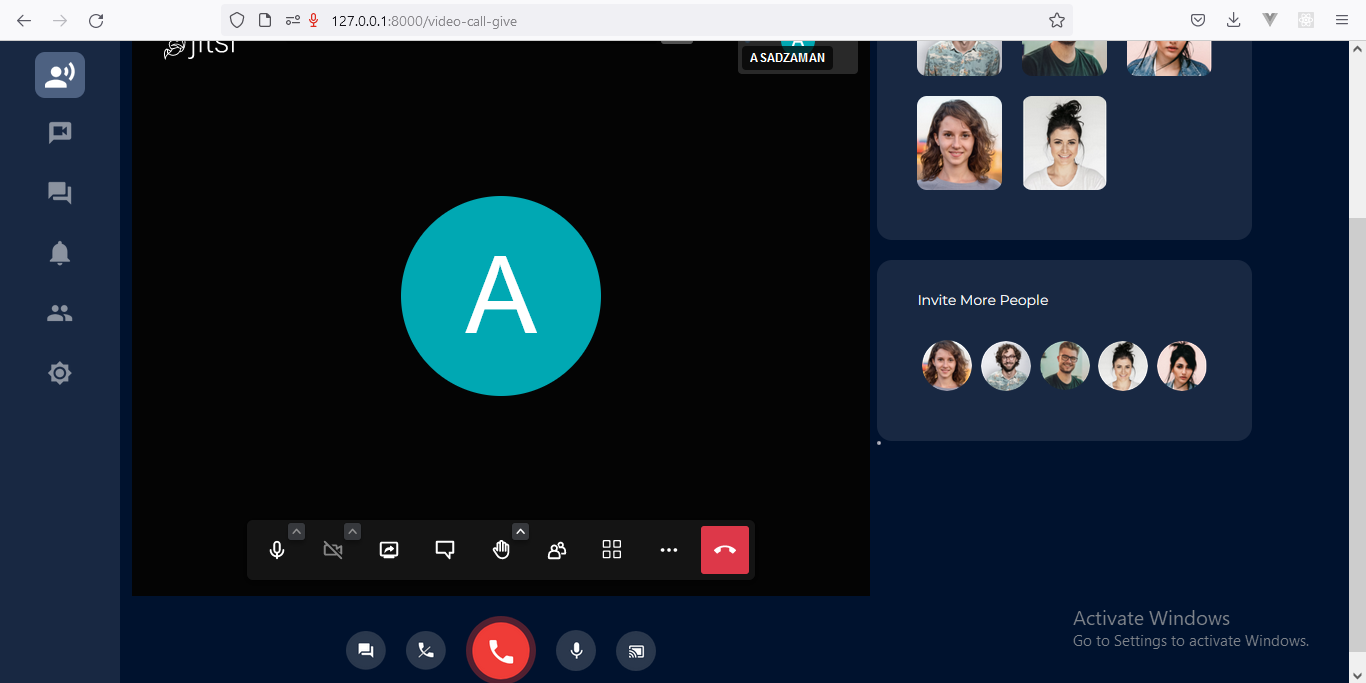 127.0.0.1:8000/video-call-give
jitsi
A
A SADZAMAN
A
Invite More People
Activate Windows
Go to Settings to activate Windows.